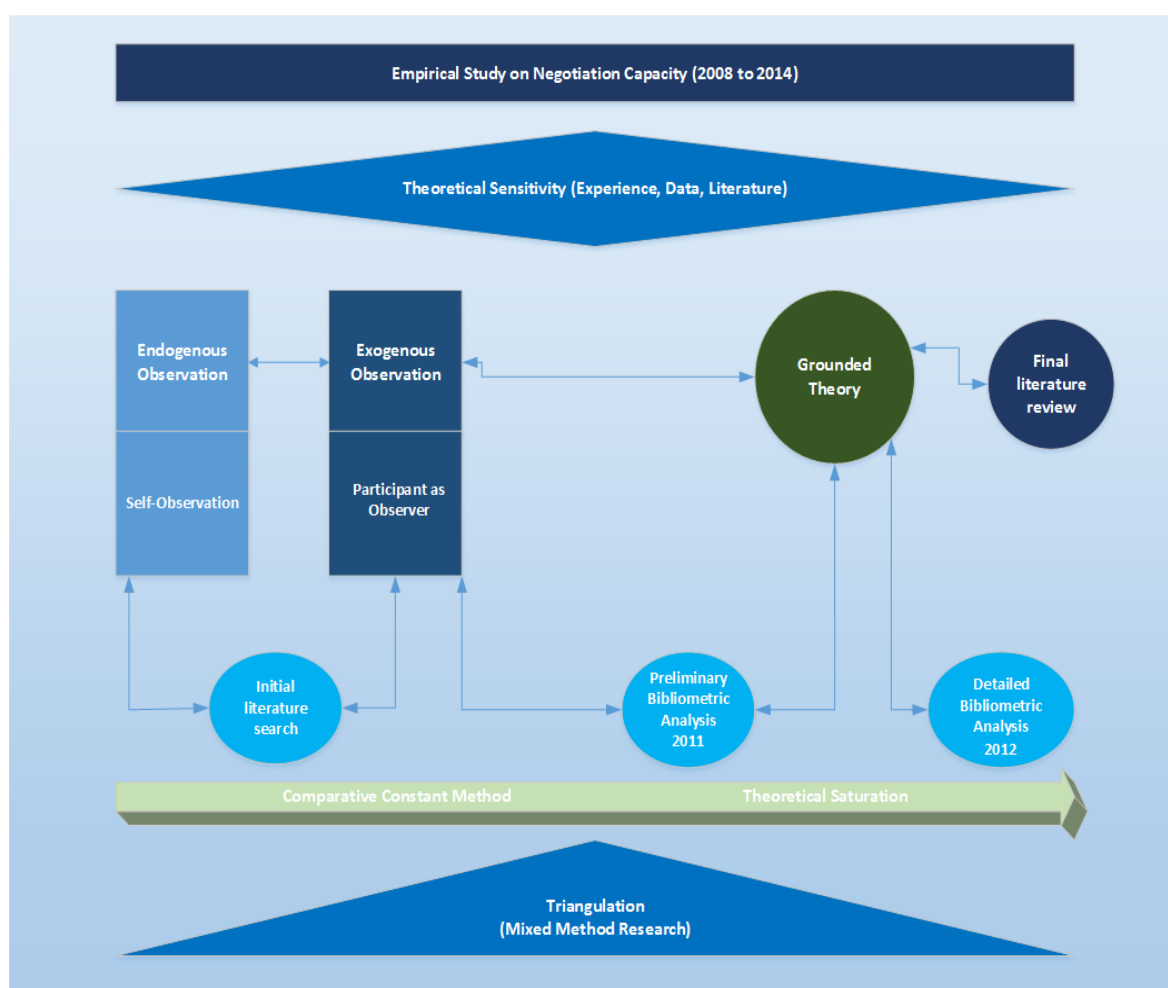 Empirical Study on Negotiation Capacity (2008 to 2014)
Theoretical Sensitivity (Experience, Data, Literature)
Endogenous
Observation
Exogenous
Observation
Grounded
Theory
Final
literature
review
Self-Observation
Participant as
Observer
Initial
literature
search
Preliminary
Bibliometric
Analysis
2011
Detailed
Bibliometric
Analysis
2012
Comparative Constant Method
Theoretical Saturation
Triangulation
(Mixed Method Research)